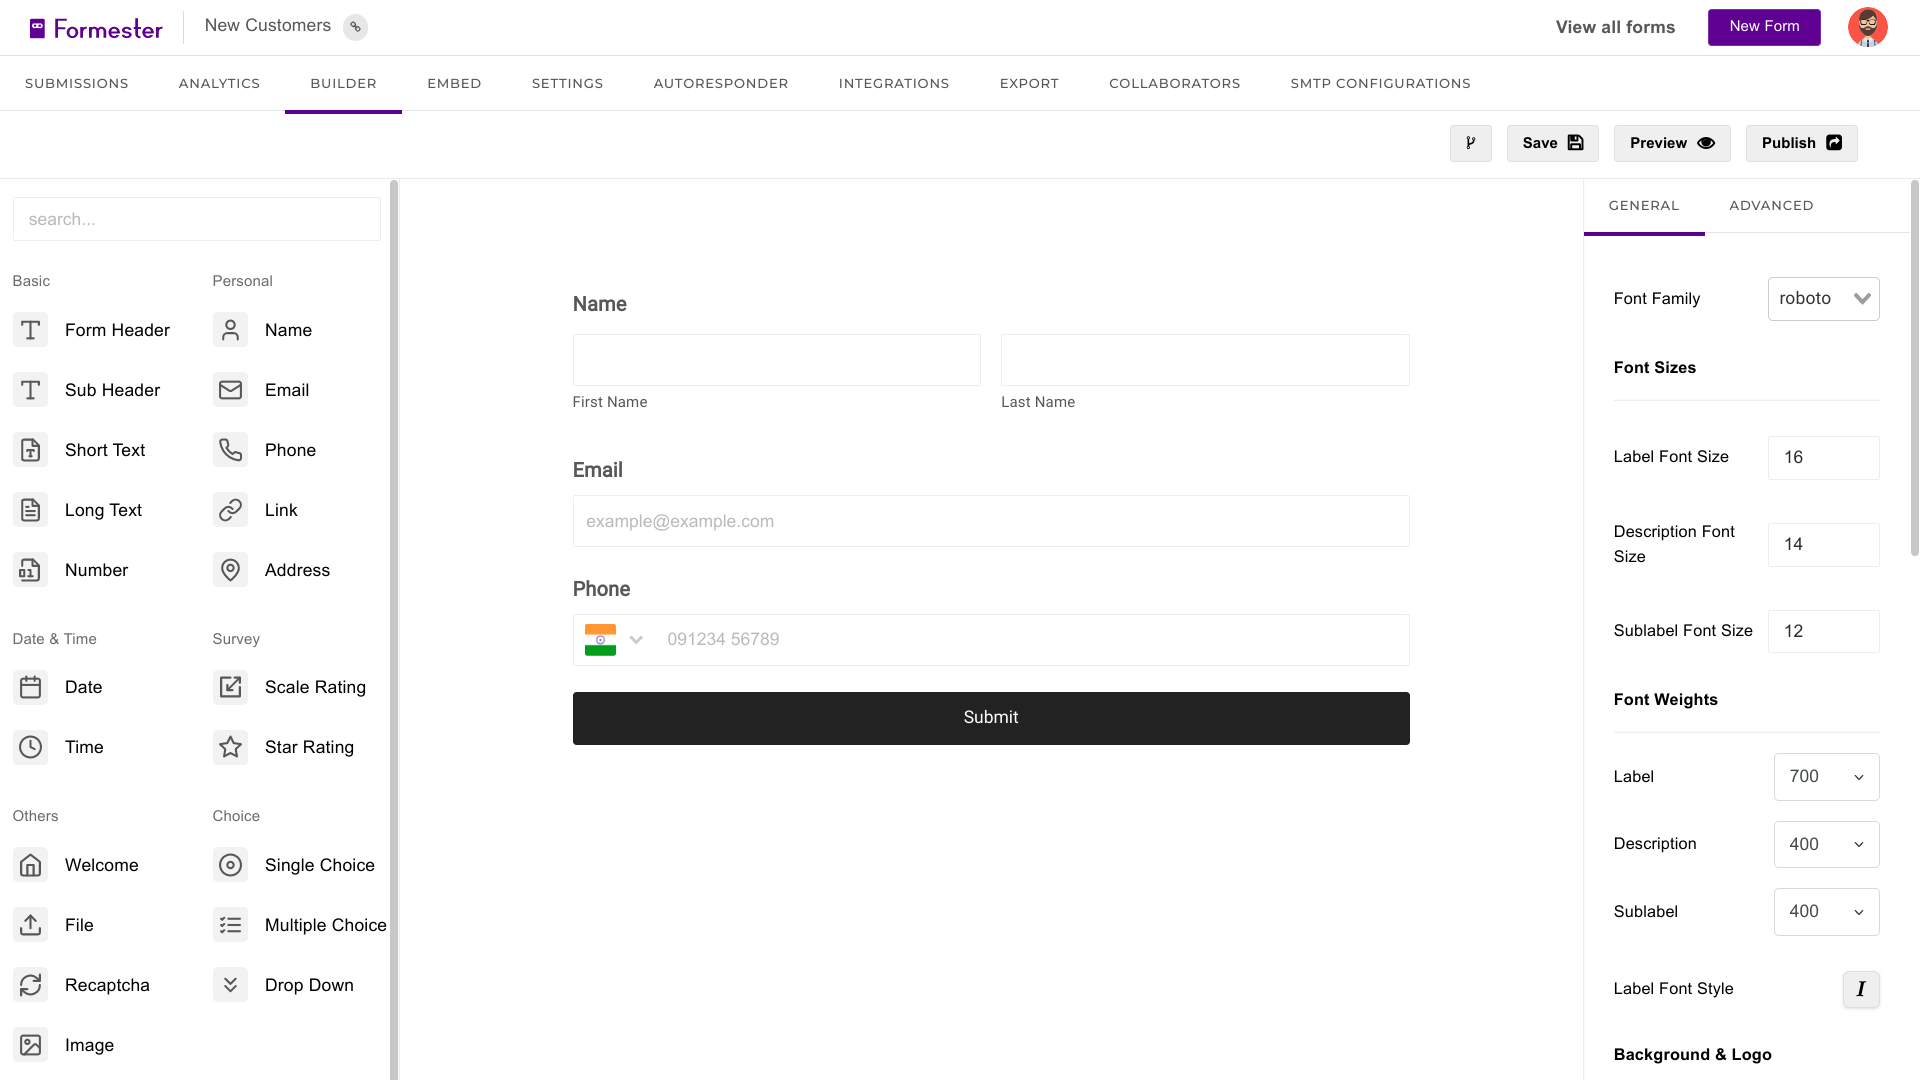 Formester
New Customers
View all forms
New Form
SUBMISSIONS ANALYTICS BUILDER EMBED SETTINGS AUTORESPONDER INTEGRATIONS EXPORT COLLABORATORS SMTP CONFIGURATIONS
Save
Preview
Publish
search...
Basic
Form Header
Sub Header
Short Text
Long Text
Number
Personal
Name
Email
Phone
Link
Address
Date & Time
Date
Time
Survey
Scale Rating
Star Rating
Others
Welcome
File
Recaptcha
Image
Choice
Single Choice
Multiple Choice
Drop Down
Name
First Name
Last Name
Email
example@example.com
Phone
091234 56789
Submit
GENERAL ADVANCED
Font Family roboto
Font Sizes
Label Font Size 16
Description Font
Size
14
Sublabel Font Size 12
Font Weights
Label 700
Description 400
Sublabel 400
Label Font Style I
Background & Logo